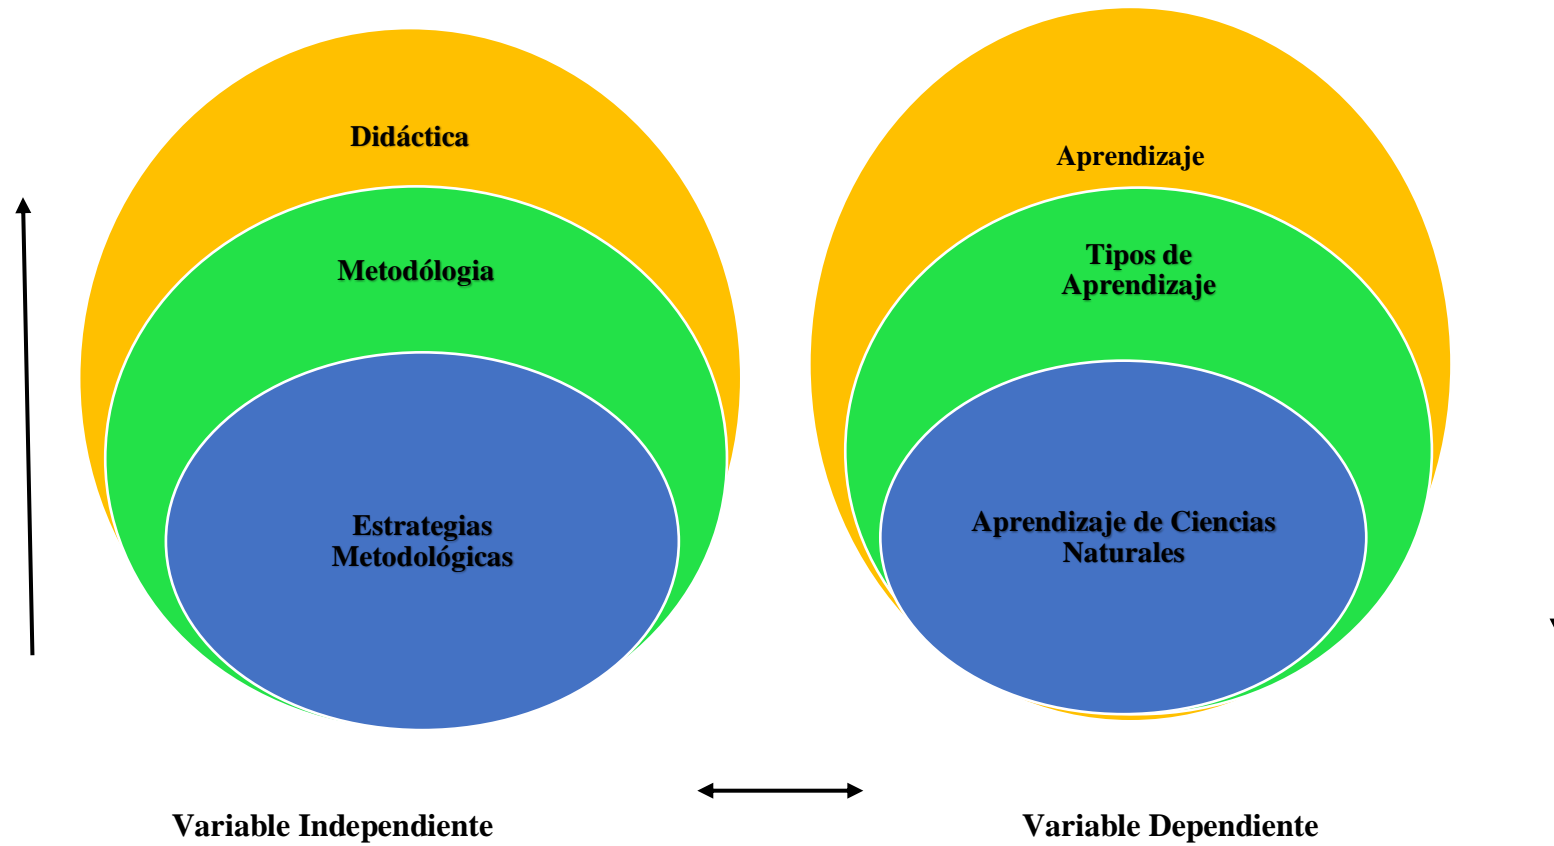 Didáctica
Metodólogia
Estrategias
Metodológicas
Aprendizaje
Tipos de
Aprendizaje
Aprendizaje de Ciencias
Naturales
Variable Independiente
Variable Dependiente